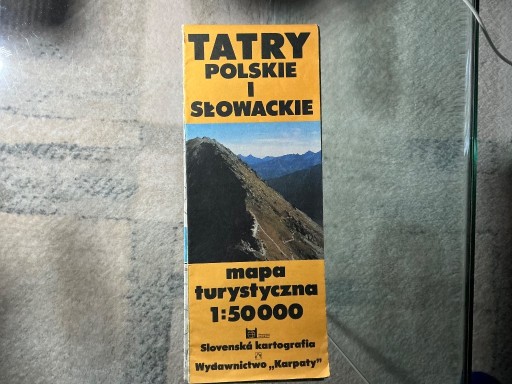 TATRY
POLSKIE
I
SŁOWACKIE
mapa
turystyczna
1:50000
Slovenská kartografia
Wydawnictwo „Karpaty"